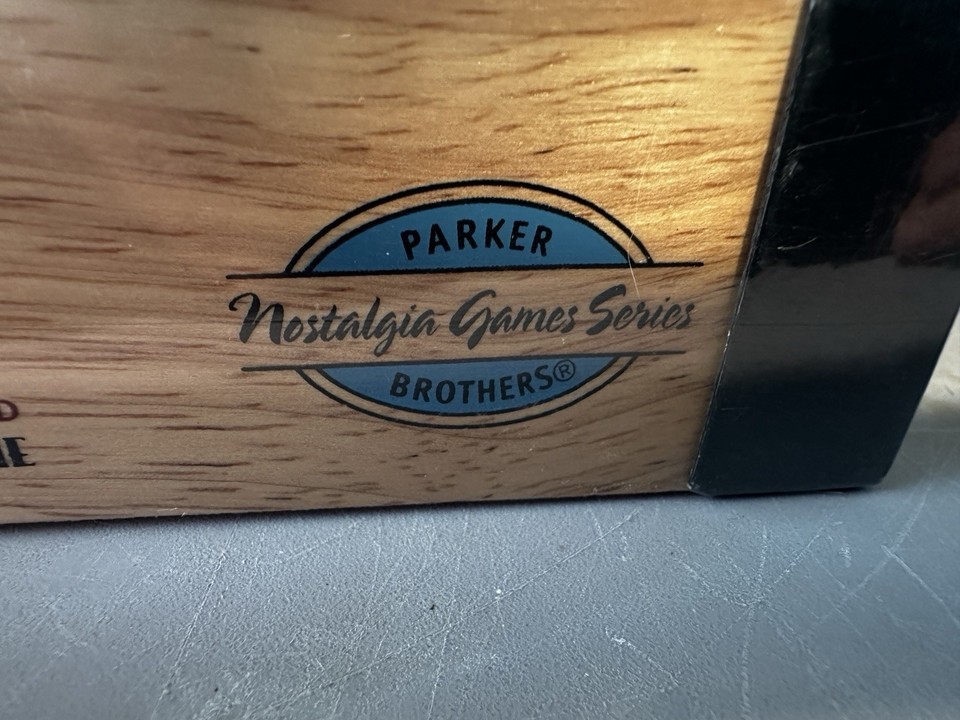 PARKER
Nostalgia Games Series
BROTHERS®